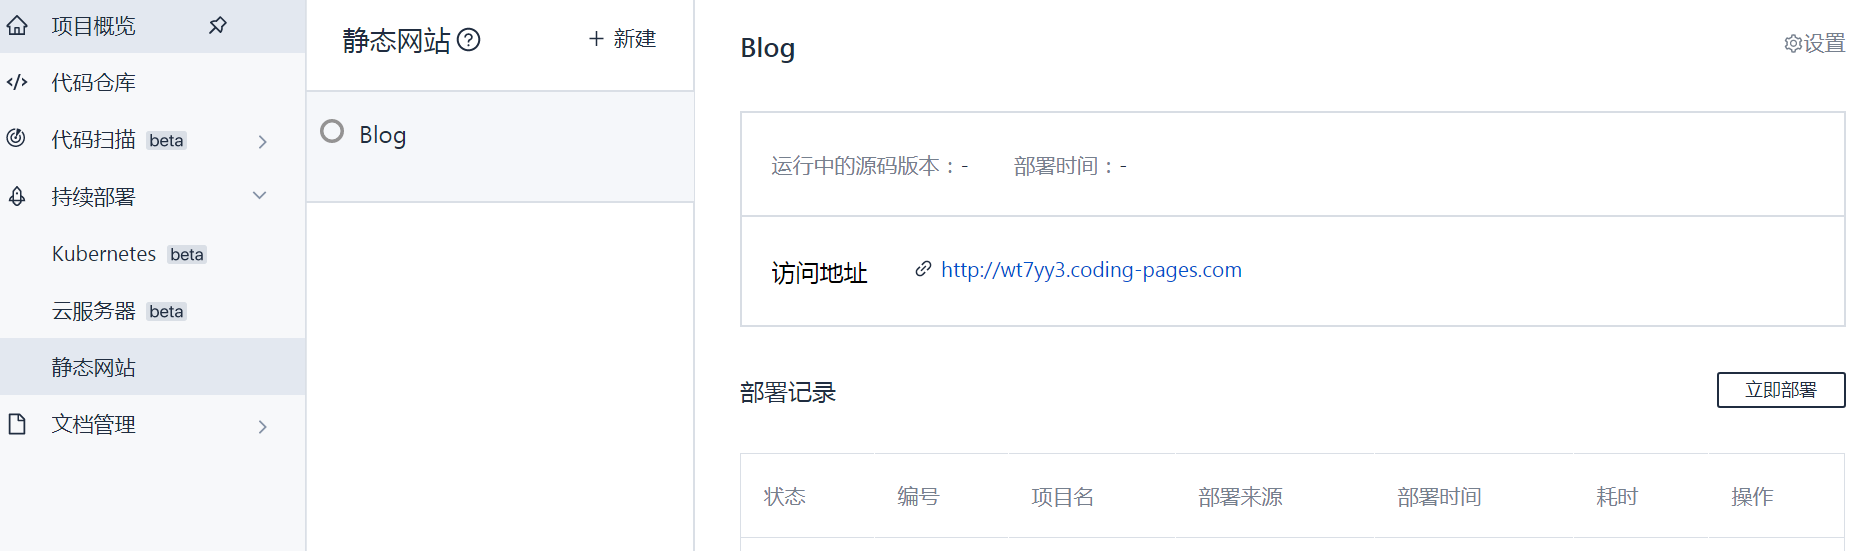 项目概览
代码仓库
代码扫描 beta
持续部署
Kubernetes beta
云服务器 beta
静态网站
文档管理
静态网站
+ 新建
Blog
Blog
设置
运行中的源码版本：- 部署时间：-
访问地址 http://wt7yy3.coding-pages.com
部署记录 立即部署
状态 编号 项目名 部署来源 部署时间 耗时 操作